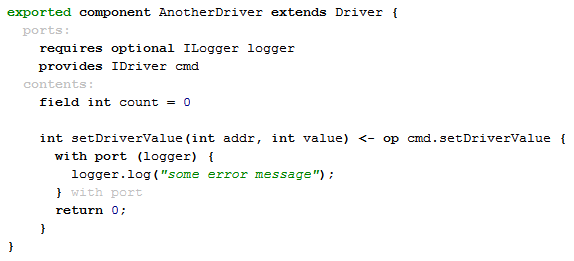 exported component AnotherDriver extends Driver {
ports:
requires optional ILogger logger
provides IDriver cmd
contents:
field int count = 0
int setDriverValue(int addr, int value) <- op cmd.setDriverValue {
with port (logger) {
logger.log("some error message");
} with port
return 0;
}
}